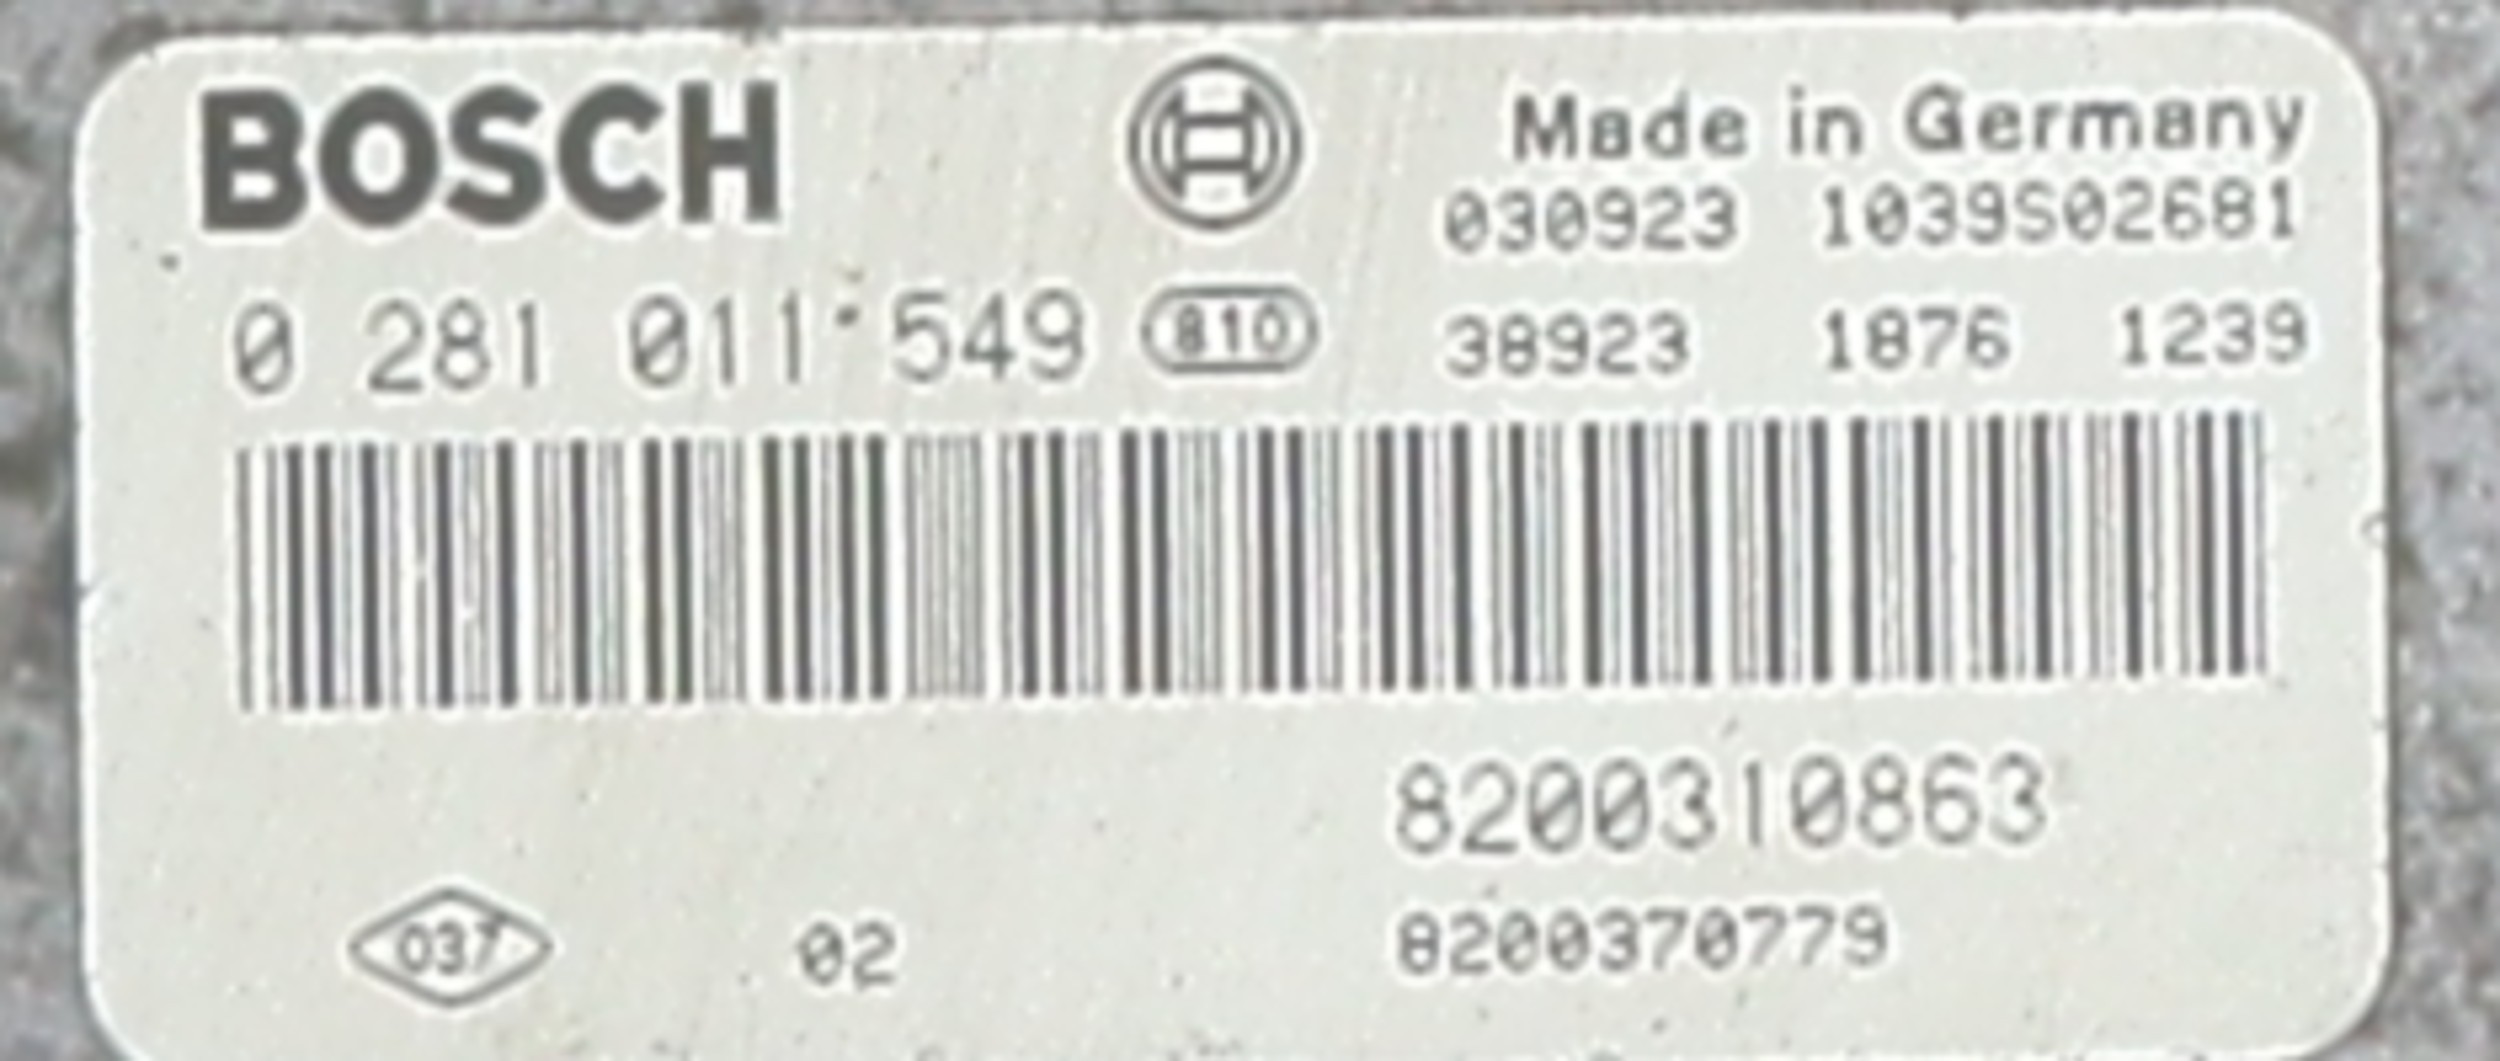 BOSCH
Made in Germany
030923 1039S02681
0 281 011 549 810 38923 1876 1239
8200310863
037 02 8200370779